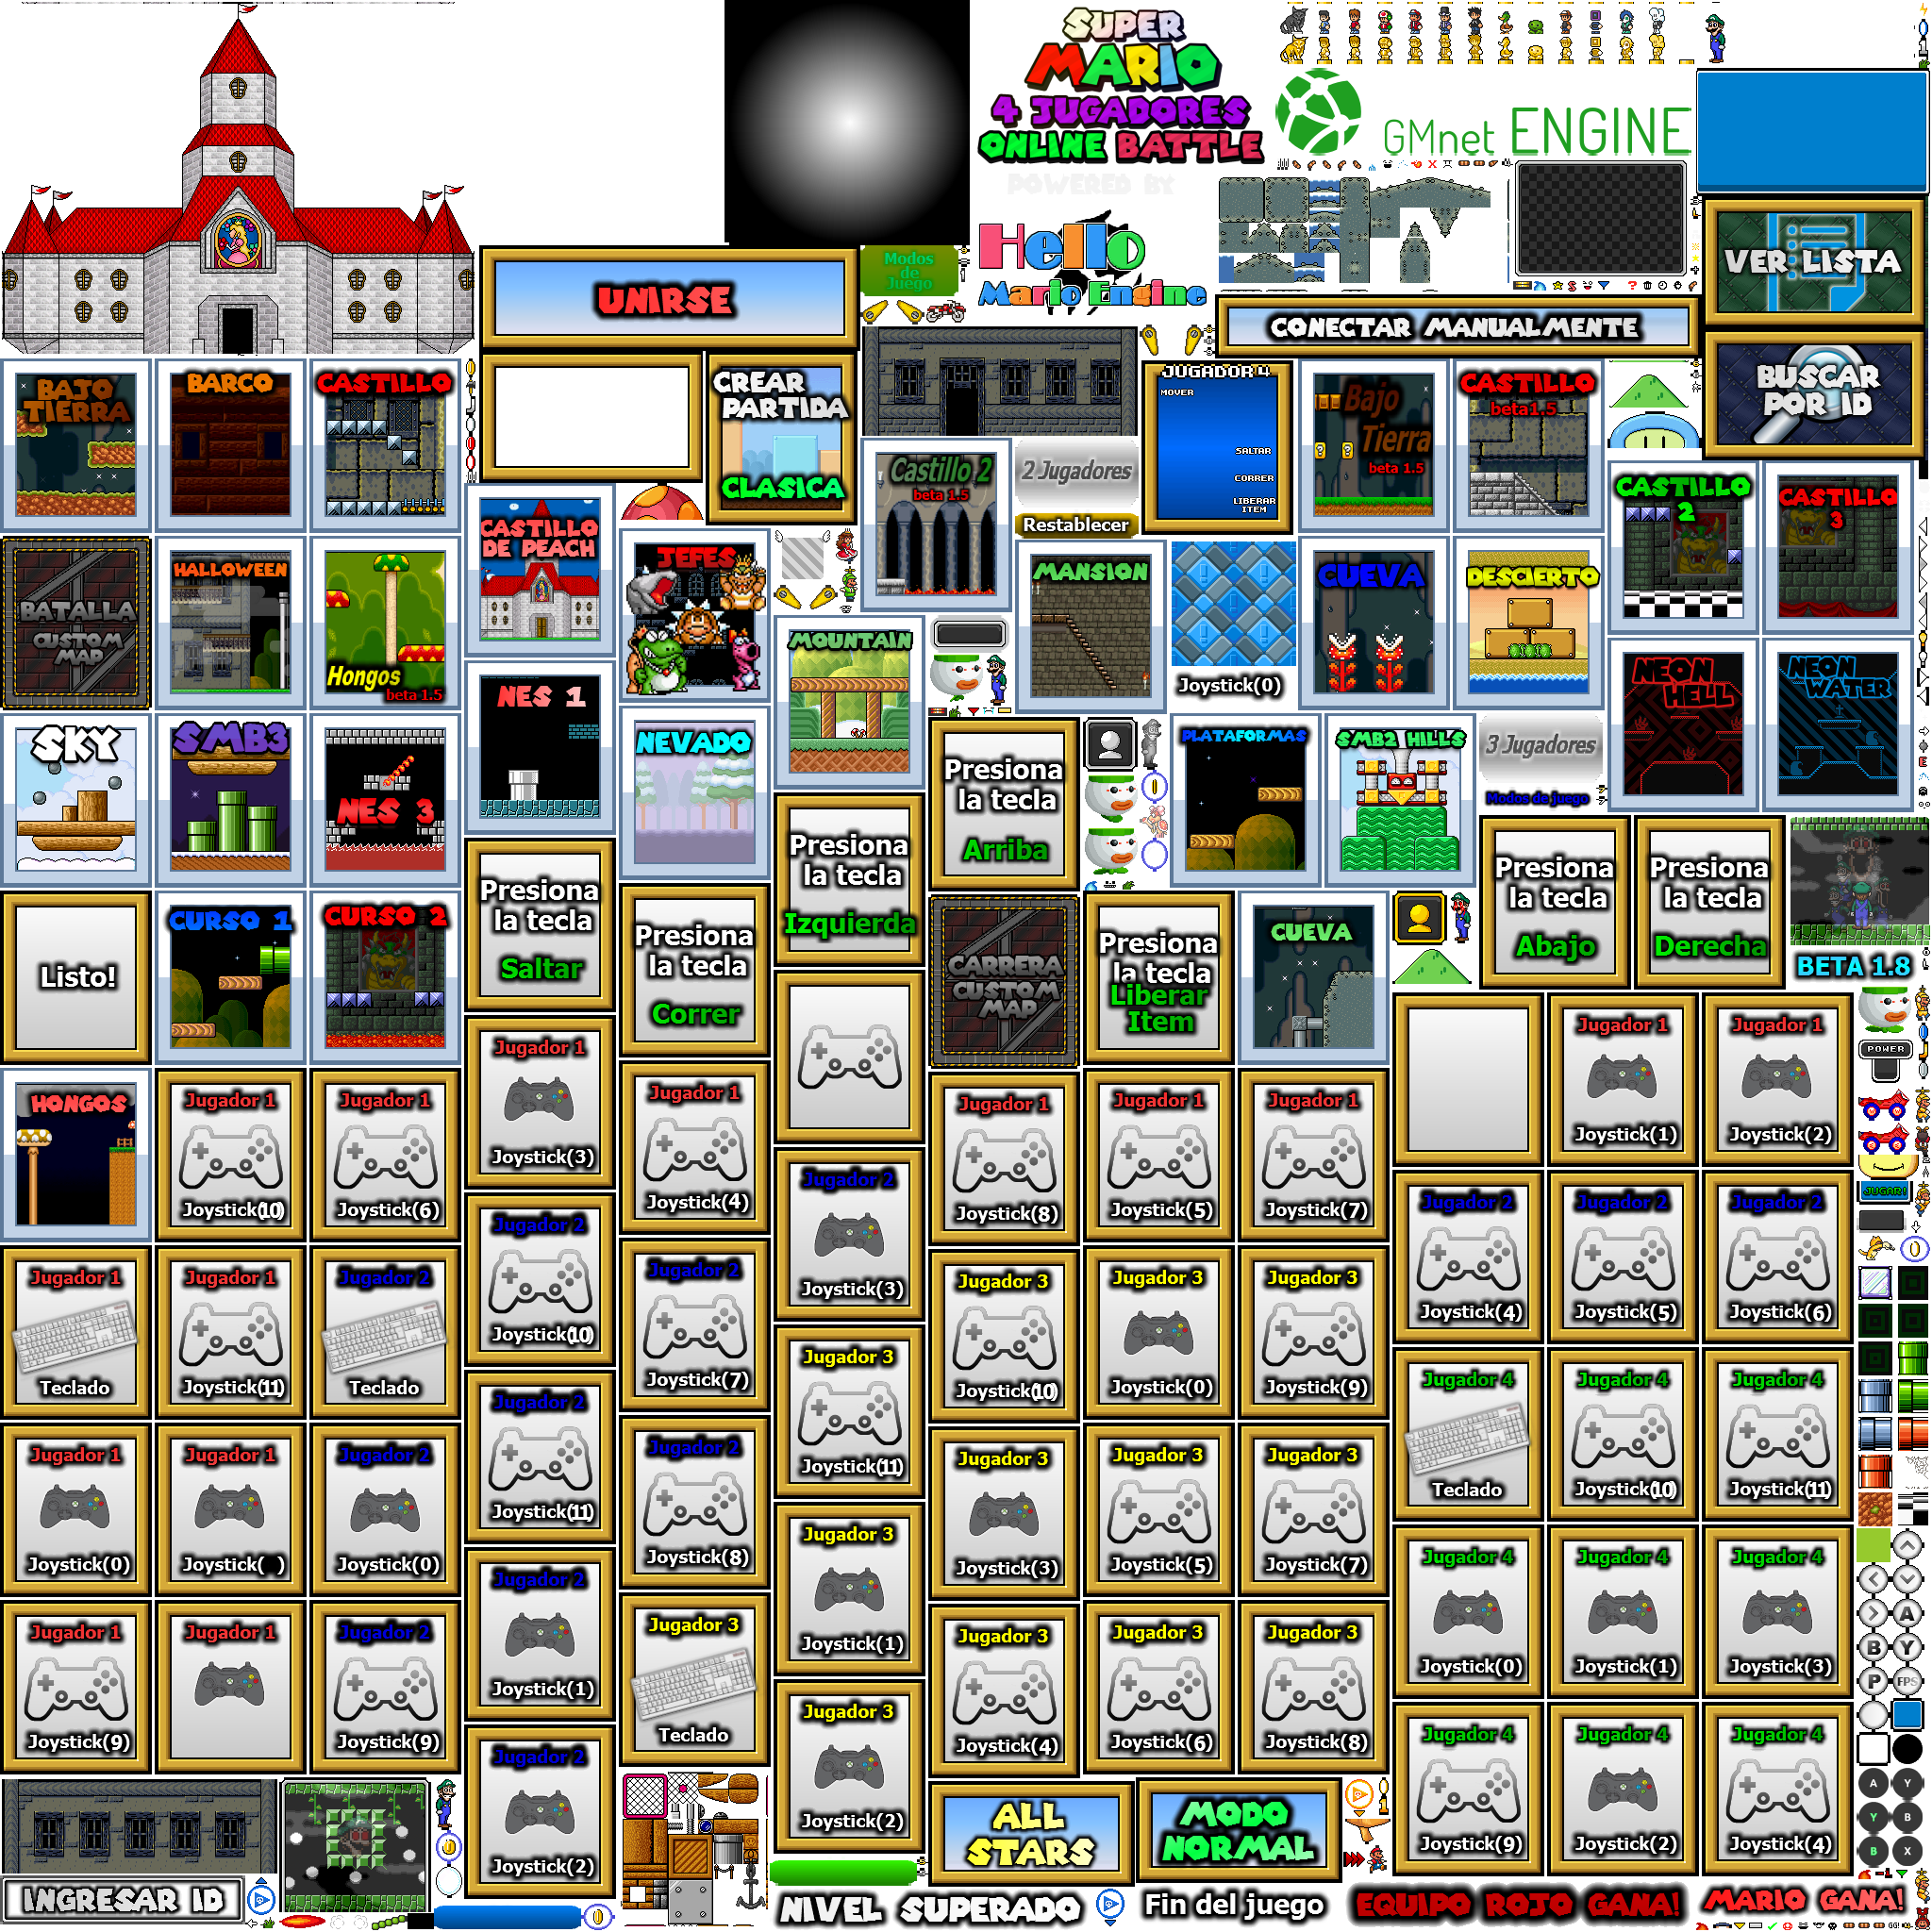 SUPER
MARIO
4 JUGADORES
ONLINE BATTLE
POWERED BY
GMnet ENGINE
Hello
Mario Engine
Modos
de
Juego
UNIRSE
CONECTAR MANUALMENTE
VER LISTA
BUSCAR
POR ID
BAJO
TIERRA
BARCO
CASTILLO
CREAR
PARTIDA
CLASICA
JUGADOR 4
MOVER
SALTAR
CORRER
LIBERAR
ITEM
Bajo
Tierra
beta 1.5
CASTILLO
beta1.5
Castillo 2
beta 1.5
2 Jugadores
Restablecer
CASTILLO
2
CASTILLO
3
CASTILLO
DE PEACH
BATALLA
CUSTOM
MAP
HALLOWEEN
Hongos
beta 1.5
JEFES
MANSION
Joystick(0)
CUEVA
DESCIERTO
MOUNTAIN
NES 1
NEON
HELL
NEON
WATER
SKY
SMB3
NES 3
NEVADO
Presiona
la tecla
Arriba
PLATAFORMAS
SMB2 HILLS
3 Jugadores
Modos de juego
Presiona
la tecla
Saltar
Presiona
la tecla
Izquierda
Presiona
la tecla
Abajo
Presiona
la tecla
Derecha
BETA 1.8
Listo!
CURSO 1
CURSO 2
Presiona
la tecla
Correr
CARRERA
CUSTOM
MAP
Presiona
la tecla
Liberar
Item
CUEVA
POWER
JUGAR!
HONGOS
Jugador 1
Joystick(10)
Jugador 1
Joystick(6)
Jugador 1
Joystick(3)
Jugador 1
Joystick(4)
Jugador 1
Joystick(8)
Jugador 1
Joystick(5)
Jugador 1
Joystick(7)
Jugador 1
Joystick(1)
Jugador 1
Joystick(2)
Jugador 1
Teclado
Jugador 1
Joystick(11)
Jugador 2
Teclado
Jugador 2
Joystick(10)
Jugador 2
Joystick(7)
Jugador 2
Joystick(3)
Jugador 3
Joystick(10)
Jugador 3
Joystick(0)
Jugador 3
Joystick(9)
Jugador 2
Joystick(4)
Jugador 2
Joystick(5)
Jugador 2
Joystick(6)
Jugador 1
Joystick(0)
Jugador 1
Joystick( )
Jugador 2
Joystick(0)
Jugador 2
Joystick(11)
Jugador 2
Joystick(8)
Jugador 3
Joystick(11)
Jugador 3
Joystick(3)
Jugador 3
Joystick(5)
Jugador 3
Joystick(7)
Jugador 4
Teclado
Jugador 4
Joystick(10)
Jugador 4
Joystick(11)
Jugador 1
Joystick(9)
Jugador 1
Jugador 2
Joystick(9)
Jugador 2
Joystick(1)
Jugador 3
Teclado
Jugador 3
Joystick(1)
Jugador 3
Joystick(4)
Jugador 3
Joystick(6)
Jugador 3
Joystick(8)
Jugador 4
Joystick(0)
Jugador 4
Joystick(1)
Jugador 4
Joystick(3)
Jugador 2
Joystick(2)
Jugador 3
Joystick(2)
Jugador 4
Joystick(9)
Jugador 4
Joystick(2)
Jugador 4
Joystick(4)
A
B
Y
P
FPS
A
Y
Y
B
B
X
ALL
STARS
MODO
NORMAL
INGRESAR ID
NIVEL SUPERADO
Fin del juego
EQUIPO ROJO GANA!
MARIO GANA!